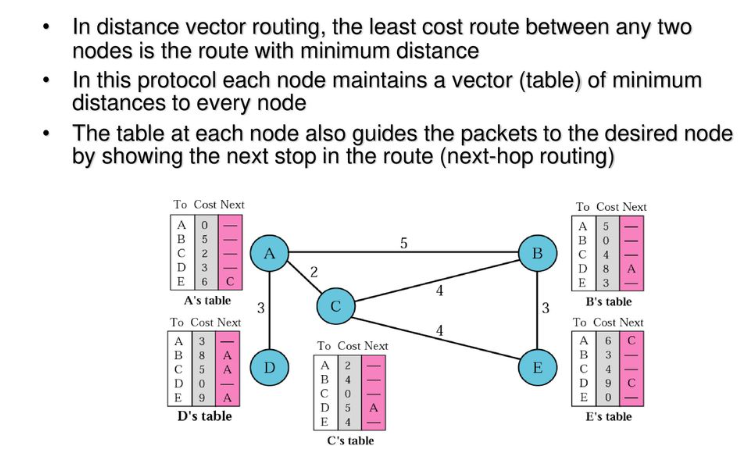 • In distance vector routing, the least cost route between any two
nodes is the route with minimum distance
• In this protocol each node maintains a vector (table) of minimum
distances to every node
• The table at each node also guides the packets to the desired node
by showing the next stop in the route (next-hop routing)
To Cost Next
A 0 —
B 5 —
C 2 —
D 3 —
E 6 C
A's table
To Cost Next
A 5 —
B 0 —
C 4 —
D 8 A
E 3 —
B's table
A
5
B
2
C
4
3
4
3
D
E
To Cost Next
A 3 —
B 8 A
C 5 A
D 0 —
E 9 A
D's table
To Cost Next
A 2 —
B 4 —
C 0 —
D 5 A
E 4 —
C's table
To Cost Next
A 6 C
B 3 —
C 4 —
D 9 C
E 0 —
E's table